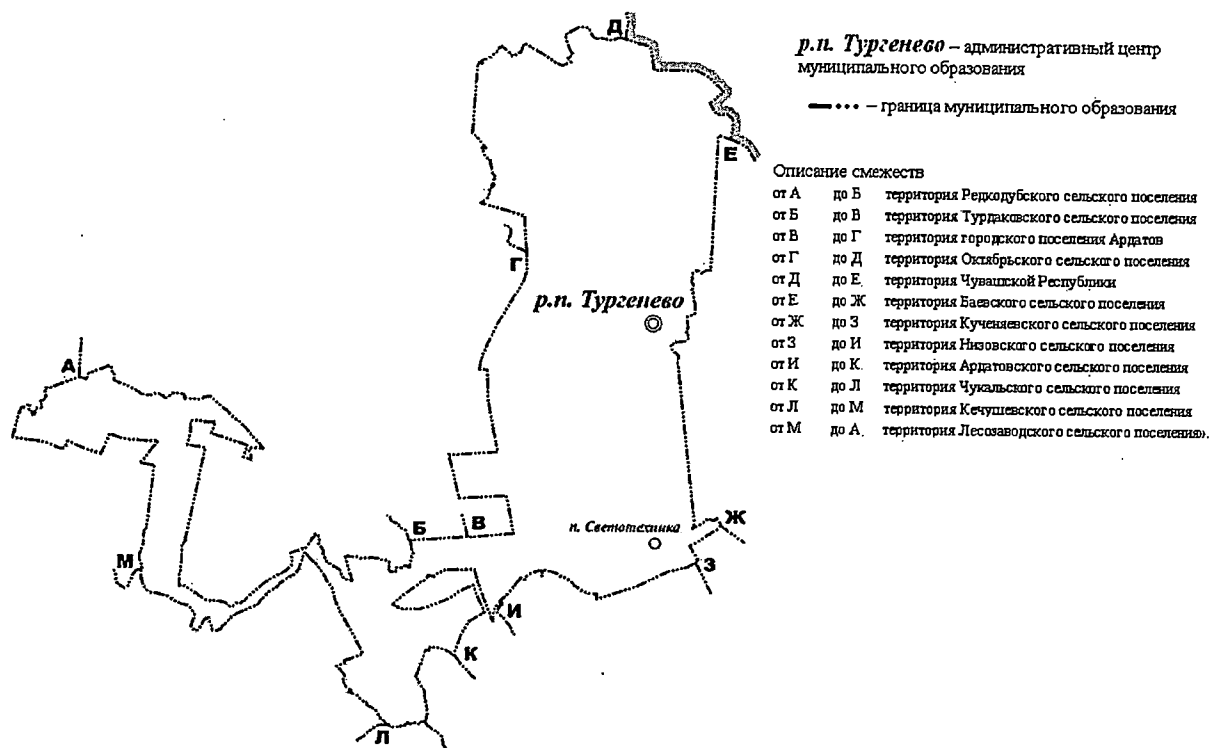 р.п. Тургенево – административный центр
муниципального образования
– граница муниципального образования
Описание смежеств
от А до Б территория Редкодубского сельского поселения
от Б до В территория Турдаковского сельского поселения
от В до Г территория городского поселения Ардатов
от Г до Д территория Октябрьского сельского поселения
от Д до Е территория Чувашской Республики
от Е до Ж территория Баевского сельского поселения
от Ж до З территория Кученяевского сельского поселения
от З до И территория Низовского сельского поселения
от И до К территория Ардатовского сельского поселения
от К до Л территория Чукальского сельского поселения
от Л до М территория Кечушевского сельского поселения
от М до А территория Лесозаводского сельского поселения».
Д
Е
Г
р.п. Тургенево
А
Б
В
п. Светотехника
Ж
М
З
И
К
Л